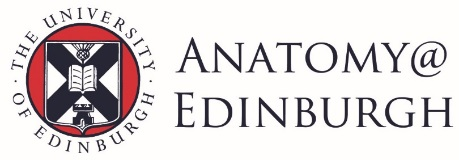 THE UNIVERSITY
OF EDINBURGH
ANATOMY@
EDINBURGH